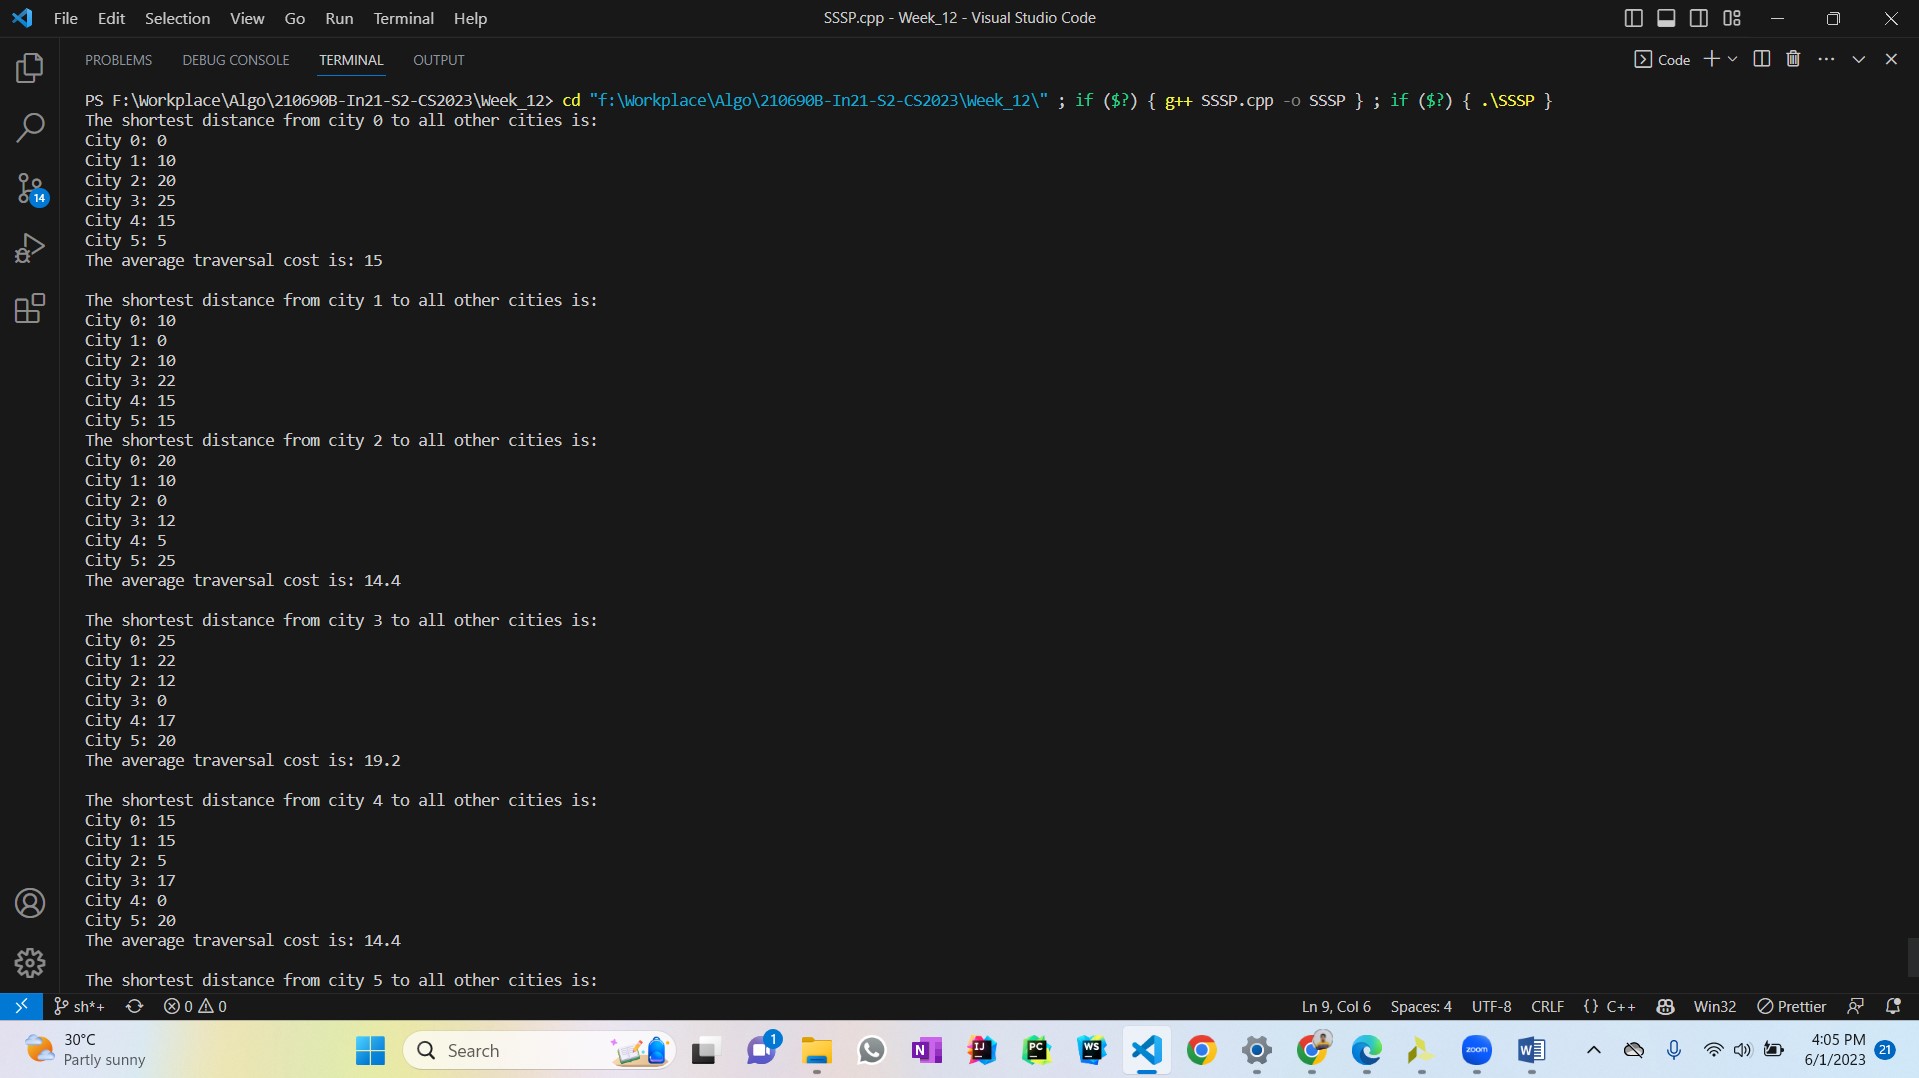 File Edit Selection View Go Run Terminal Help
SSSP.cpp - Week_12 - Visual Studio Code
PROBLEMS DEBUG CONSOLE TERMINAL OUTPUT
Code
PS F:\Workplace\Algo\210690B-In21-S2-CS2023\Week_12> cd "f:\Workplace\Algo\210690B-In21-S2-CS2023\Week_12\" ; if ($?) { g++ SSSP.cpp -o SSSP } ; if ($?) { .\SSSP }
The shortest distance from city 0 to all other cities is:
City 0: 0
City 1: 10
City 2: 20
City 3: 25
City 4: 15
City 5: 5
The average traversal cost is: 15
The shortest distance from city 1 to all other cities is:
City 0: 10
City 1: 0
City 2: 10
City 3: 22
City 4: 15
City 5: 15
The shortest distance from city 2 to all other cities is:
City 0: 20
City 1: 10
City 2: 0
City 3: 12
City 4: 5
City 5: 25
The average traversal cost is: 14.4
The shortest distance from city 3 to all other cities is:
City 0: 25
City 1: 22
City 2: 12
City 3: 0
City 4: 17
City 5: 20
The average traversal cost is: 19.2
The shortest distance from city 4 to all other cities is:
City 0: 15
City 1: 15
City 2: 5
City 3: 17
City 4: 0
City 5: 20
The average traversal cost is: 14.4
The shortest distance from city 5 to all other cities is:
14
sh*+ 0 0
Ln 9, Col 6 Spaces: 4 UTF-8 CRLF {} C++ Win32 Prettier
30°C
Partly sunny
Search
1
N
IJ
PC
WS
zoom
W
4:05 PM
6/1/2023
21